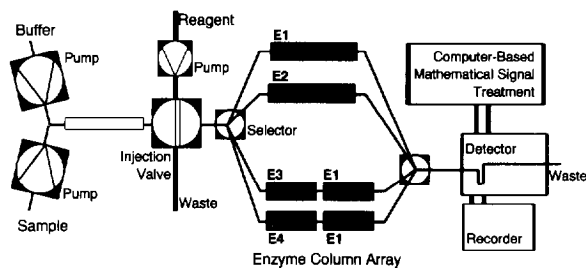 Buffer
Pump
Pump
Sample
Reagent
Pump
Injection
Valve
Waste
Selector
E1
E2
E3 E1
E4 E1
Enzyme Column Array
Computer-Based
Mathematical Signal
Treatment
Detector
Waste
Recorder